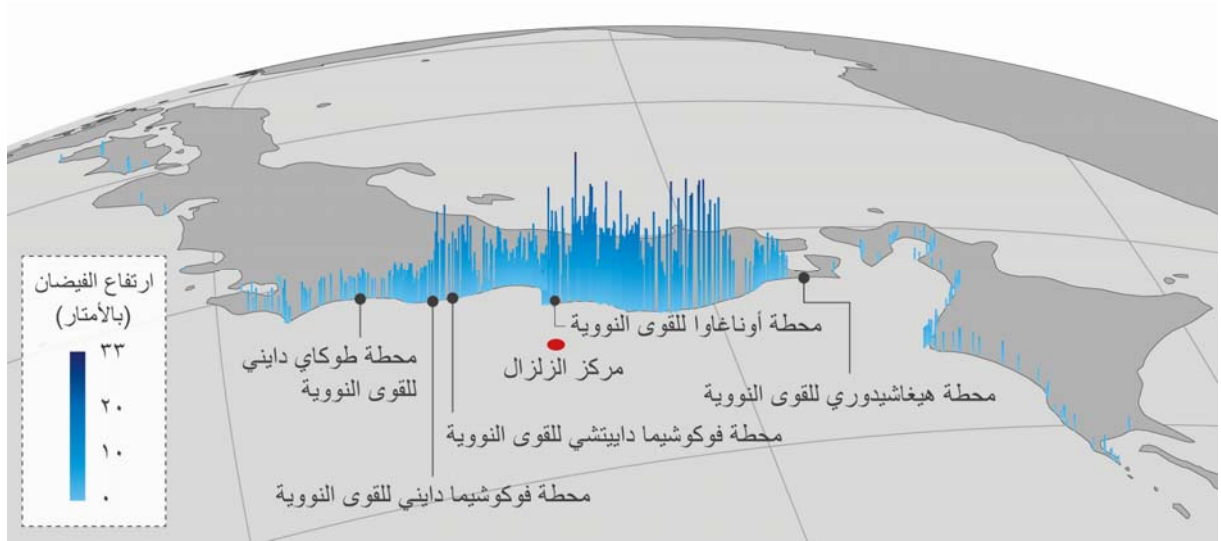 ارتفاع الفيضان
(بالأمتار)
٣٣
٢٠
١٠
٠
محطة أوناغاوا للقوى النووية
مركز الزلزال
محطة طوكاي دايني
للقوى النووية
محطة هيغاشيدوري للقوى النووية
محطة فوكوشيما داييتشي للقوى النووية
محطة فوكوشيما دايني للقوى النووية